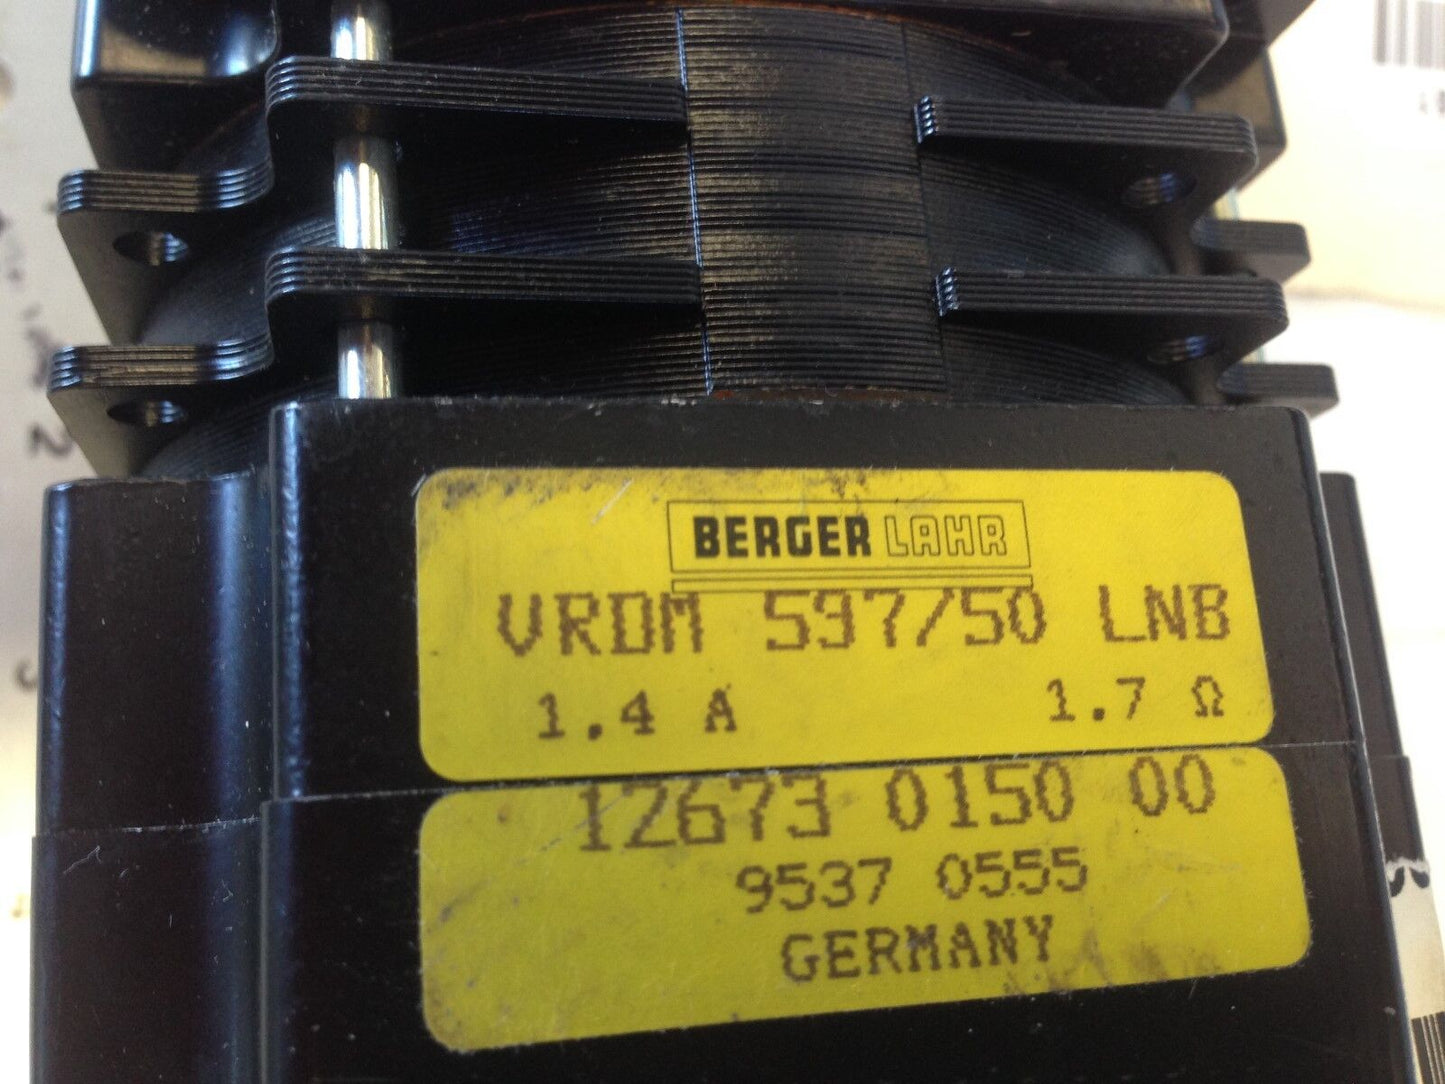 BERGER LAHR
VRDM 597/50 LNB
1.4 A 1.7 Ω
12673 0150 00
9537 0555
GERMANY